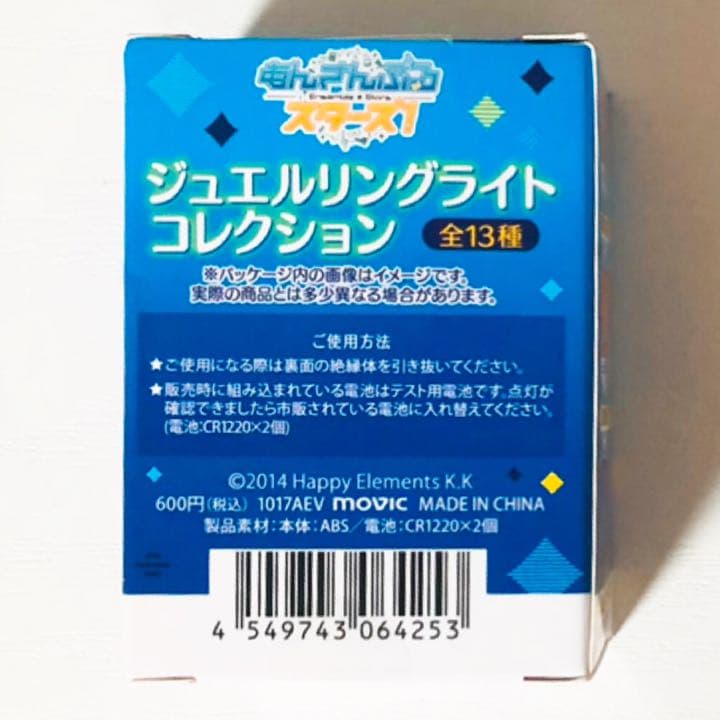 あんさんぶる
Ensemble ★ Stars
スターズ!
ジュエルリングライト
コレクション 全13種
※パッケージ内の画像はイメージです。
実際の商品とは多少異なる場合があります。
ご使用方法
★ご使用になる際は裏面の絶縁体を引き抜いてください。
★販売時に組み込まれている電池はテスト用電池です。点灯が
確認できましたら市販されている電池に入れ替えてください。
(電池:CR1220×2個)
©2014 Happy Elements K.K
600円(税込) 1017AEV movic MADE IN CHINA
製品素材:本体:ABS/電池:CR1220×2個
4 549743 064253